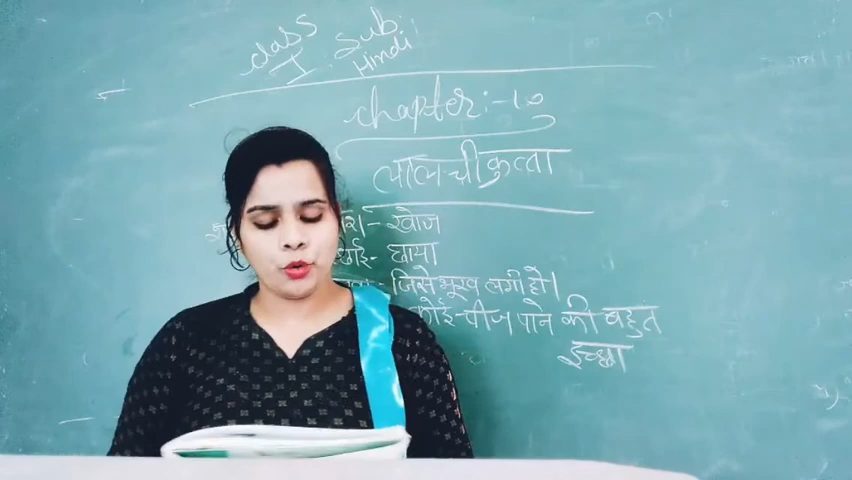 class I
Sub Hindi
Chapter :- 10
लालची कुत्ता
- खोज
- छाया
- जिसे भूख लगी हो।
कोई चीज पाने की बहुत
इच्छा